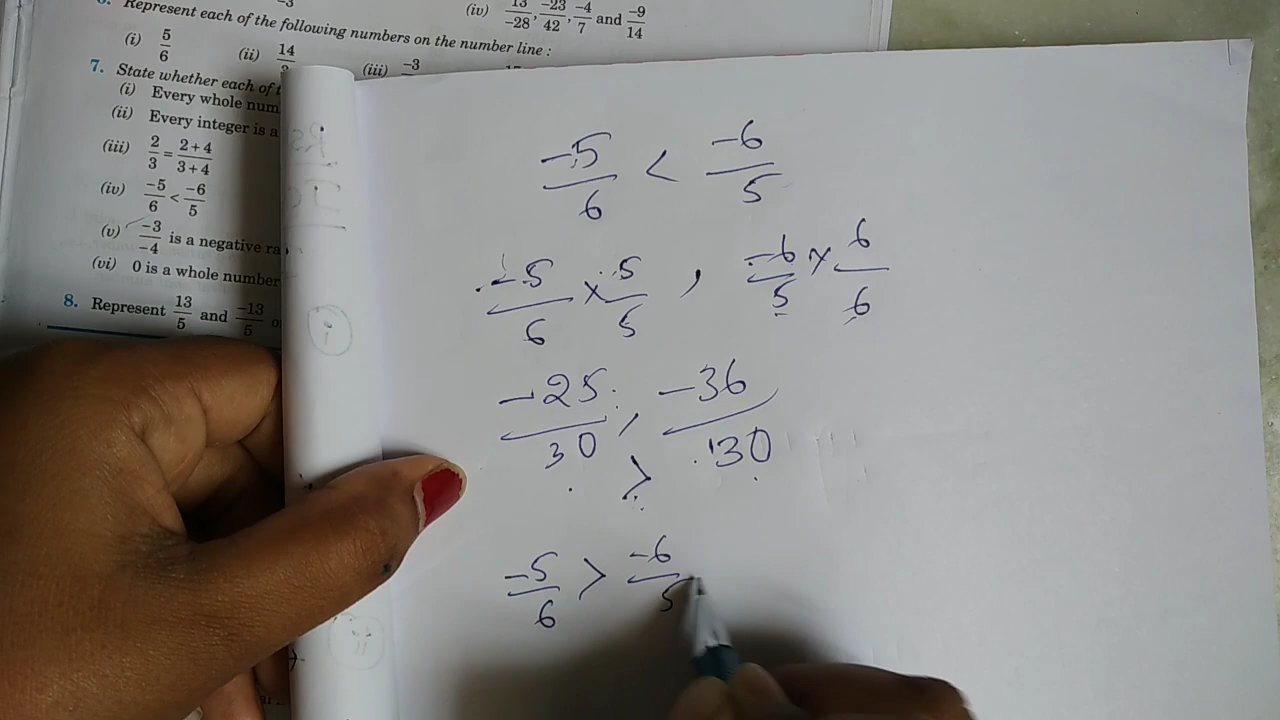 (iv) 13/-28, -23/42, -4/7 and -9/14
Represent each of the following numbers on the number line :
(i) 5/6 (ii) 14 (iii) -3
7. State whether each of
(i) Every whole num
(ii) Every integer is a
(iii) 2/3 = 2+4/3+4
(iv) -5/6 < -6/5
(v) -3/-4 is a negative ra
(vi) 0 is a whole number
8. Represent 13/5 and -13/5
-5/6 < -6/5
-5/6 × 5/5 , -6/5 × 6/6
-25/30 , -36/30
>
-5/6 > -6/5